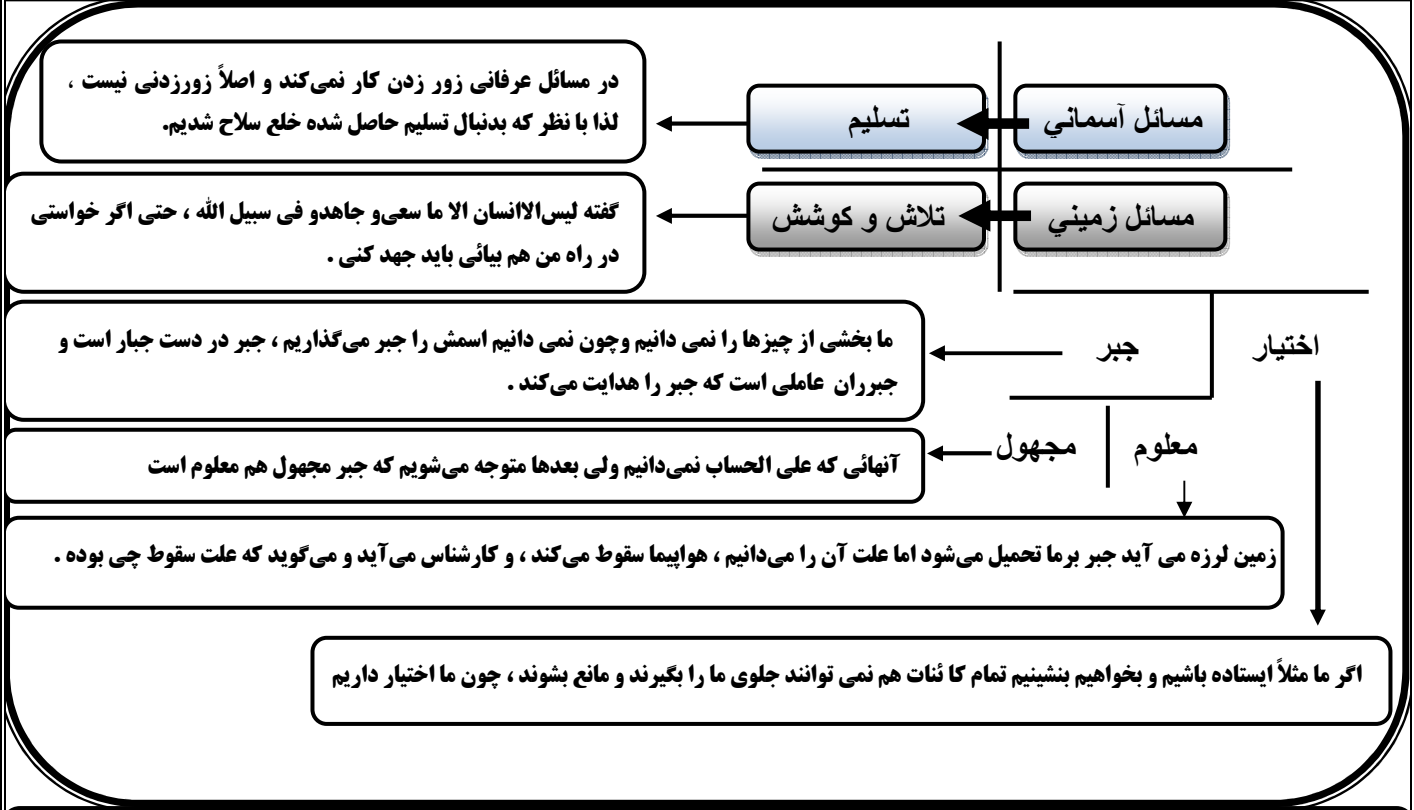 مسائل آسماني
تسليم
در مسائل عرفانی زور زدن کار نمی‌کند و اصلاً زورزدنی نیست ،
لذا با نظر که بدنبال تسلیم حاصل شده خلع سلاح شدیم.
مسائل زميني
تلاش و كوشش
گفته لیس‌الاانسان الا ما سعی‌و جاهدو فی سبیل الله ، حتی اگر خواستی
در راه من هم بیائی باید جهد کنی .
اختيار
جبر
ما بخشی از چیزها را نمی دانیم وچون نمی دانیم اسمش را جبر می‌گذاریم ، جبر در دست جبار است و
جبرران عاملی است که جبر را هدایت می‌کند .
معلوم
مجهول
آنهائی که علی الحساب نمی‌دانیم ولی بعدها متوجه می‌شویم که جبر مجهول هم معلوم است
زمین لرزه می آید جبر برما تحمیل می‌شود اما علت آن را می‌دانیم ، هواپیما سقوط می‌کند ، و کارشناس می‌آید و می‌گوید که علت سقوط چی بوده .
اگر ما مثلاً ایستاده باشیم و بخواهیم بنشینیم تمام کا ئنات هم نمی توانند جلوی ما را بگیرند و مانع بشوند ، چون ما اختیار داریم